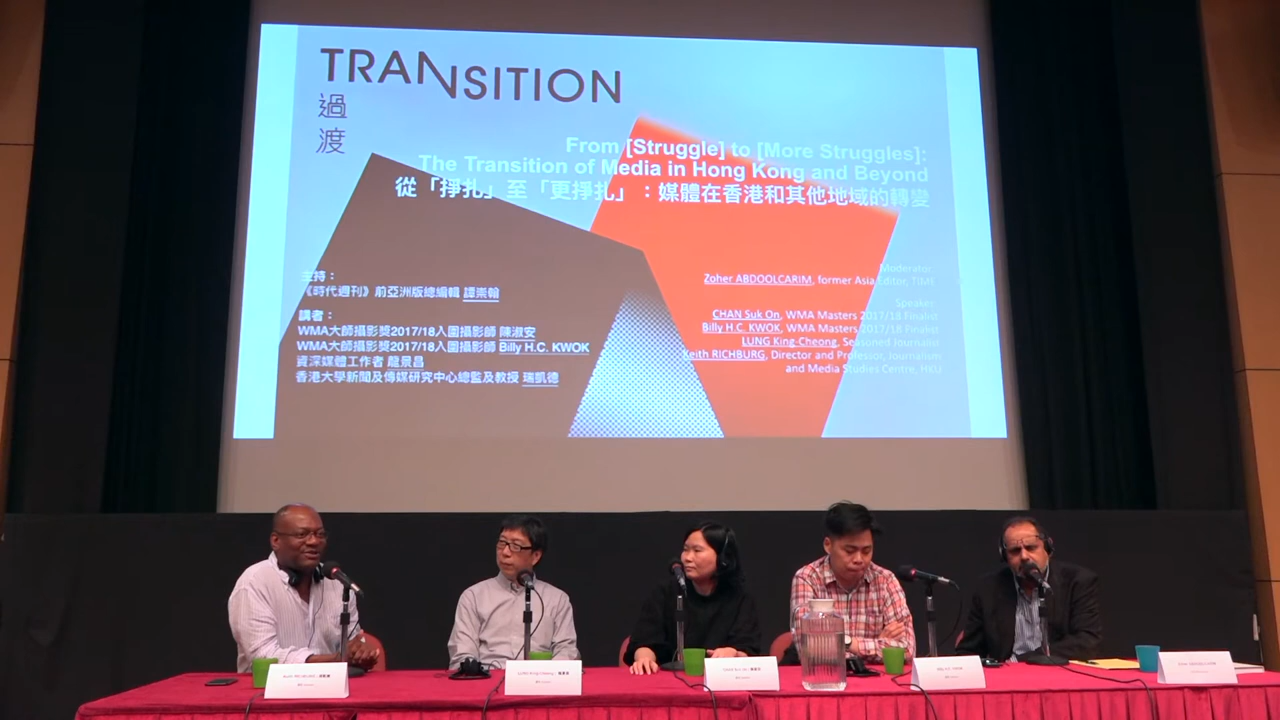 TRANSITION
過
渡
From [Struggle] to [More Struggles]:
The Transition of Media in Hong Kong and Beyond
從「掙扎」至「更掙扎」：媒體在香港和其他地域的轉變
主持：
《時代週刊》前亞洲版總編輯 譚崇翰
講者：
WMA大師攝影獎2017/18入圍攝影師 陳淑安
WMA大師攝影獎2017/18入圍攝影師 Billy H.C. KWOK
資深媒體工作者 龍景昌
香港大學新聞及傳媒研究中心總監及教授 瑞凱德
Moderator:
Zoher ABDOOLCARIM, former Asia Editor, TIME
Speaker:
CHAN Suk On, WMA Masters 2017/18 Finalist
Billy H.C. KWOK, WMA Masters 2017/18 Finalist
LUNG King-Cheong, Seasoned Journalist
Keith RICHBURG, Director and Professor, Journalism
and Media Studies Centre, HKU